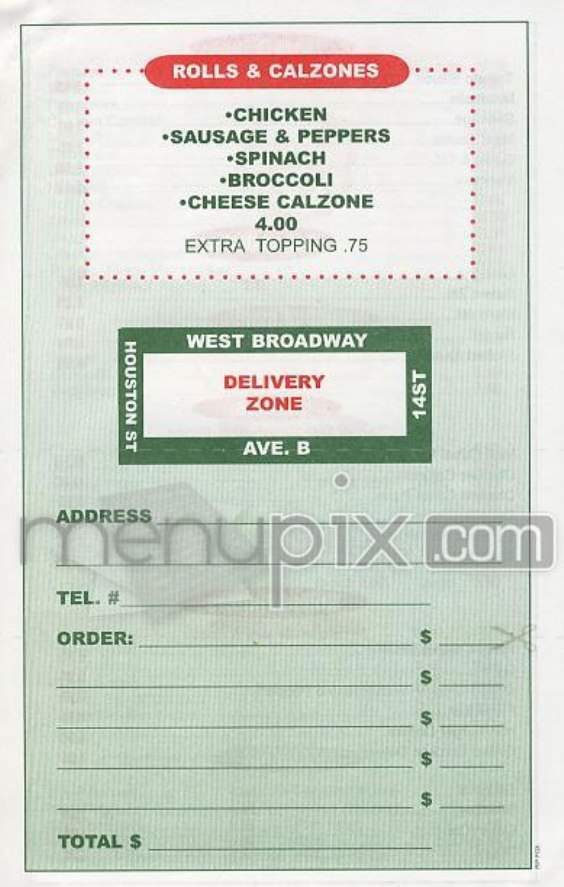 ROLLS & CALZONES
•CHICKEN
•SAUSAGE & PEPPERS
•SPINACH
•BROCCOLI
•CHEESE CALZONE
4.00
EXTRA TOPPING .75
WEST BROADWAY
HOUSTON ST
DELIVERY
ZONE
14ST
AVE. B
ADDRESS
menupix.com
TEL. #
ORDER: $
$
$
$
$
TOTAL $